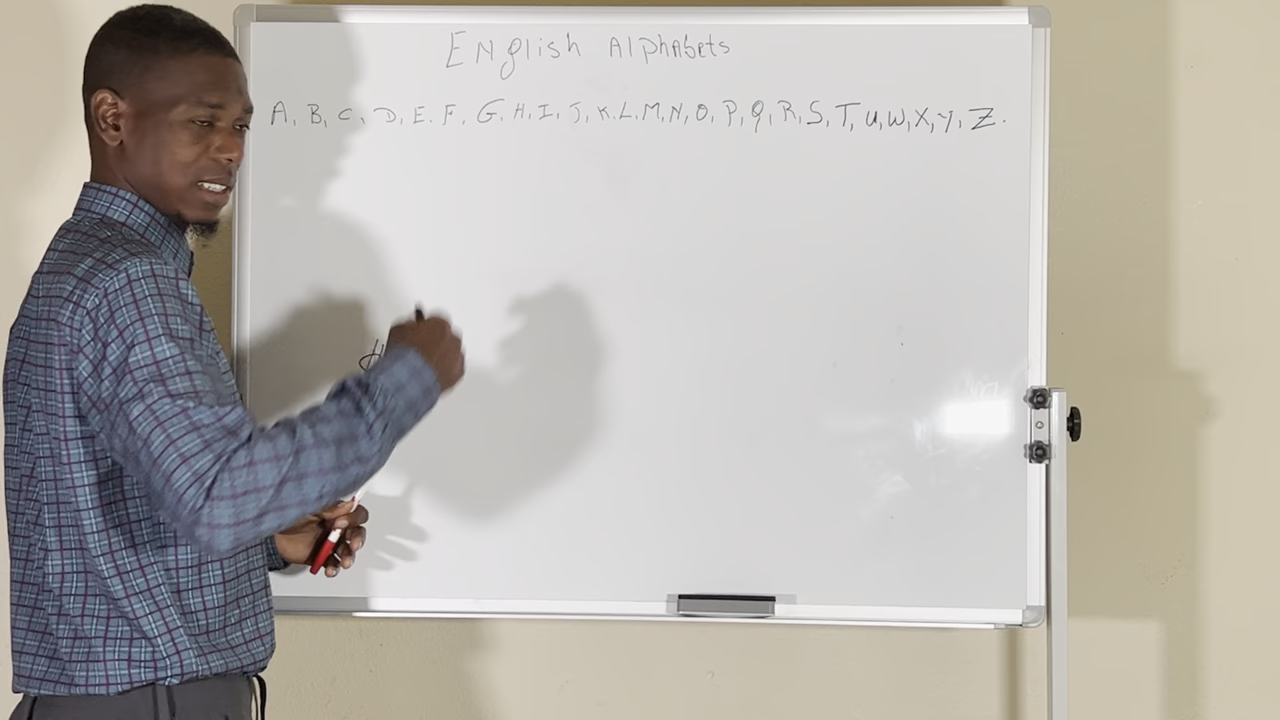 English Alphabets
A, B, C, D, E. F, G, H, I, J, K. L, M, N, O, P, Q, R, S, T, U, W, X, Y, Z.